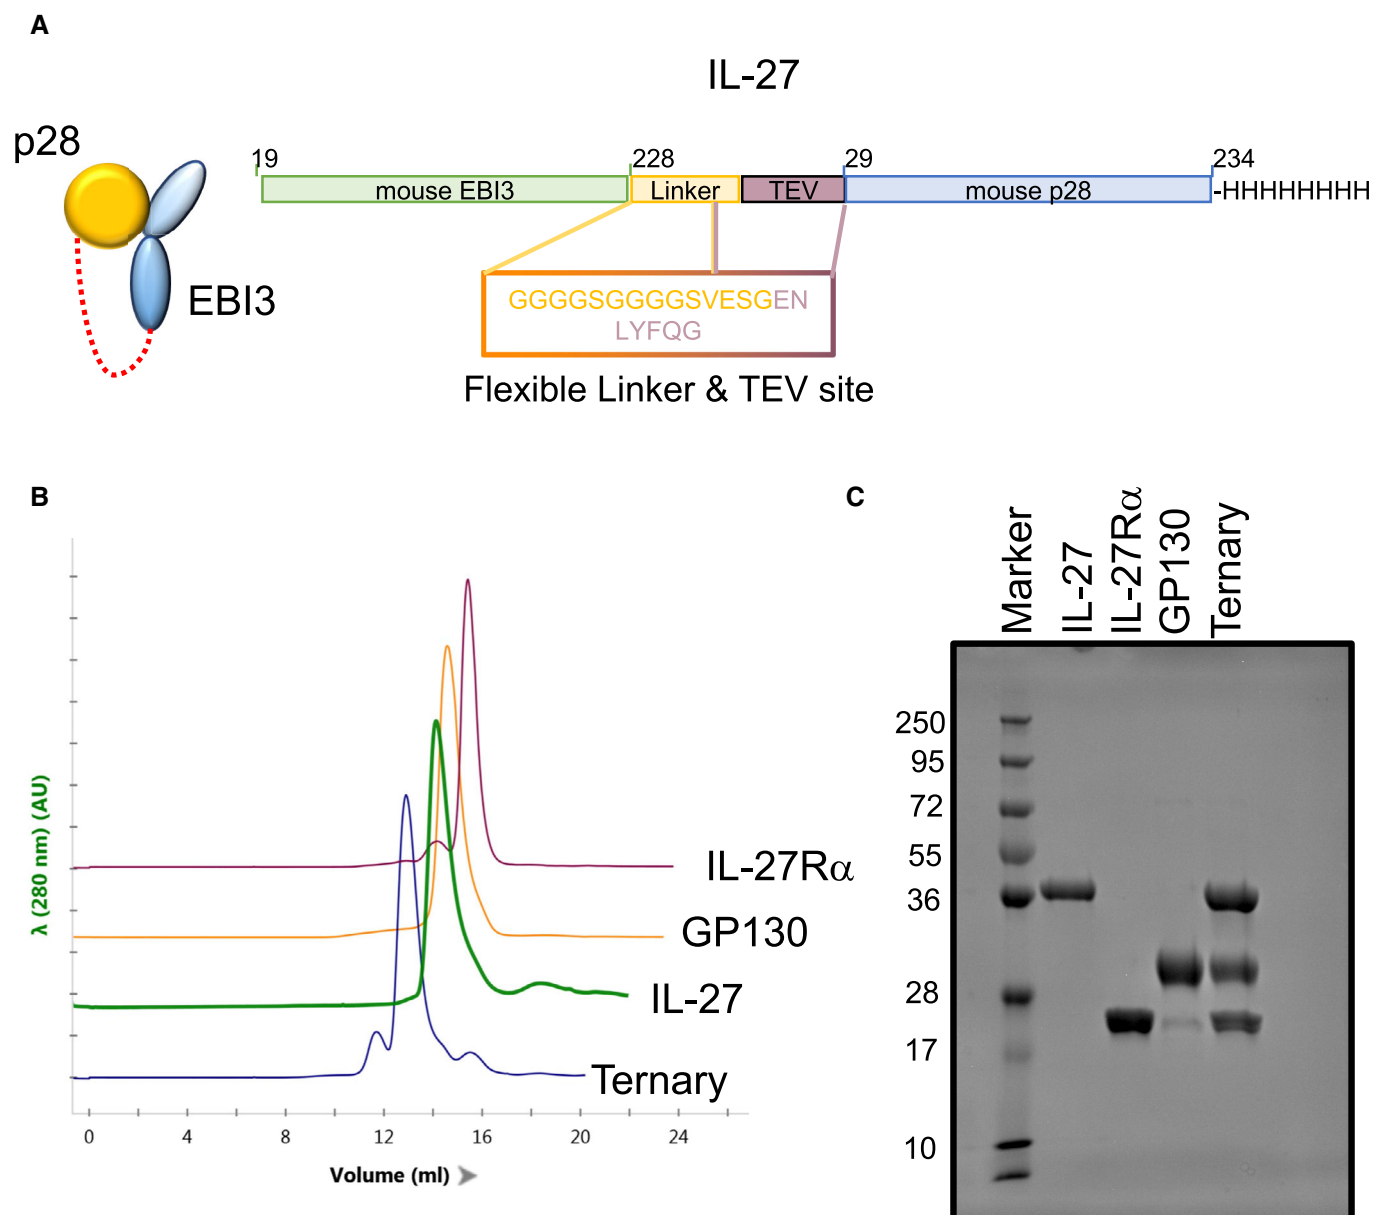 A
IL-27
p28
EBI3
19
228
29
234
mouse EBI3
Linker
TEV
mouse p28
-HHHHHHHH
GGGGSGGGGSVESGEN
LYFQG
Flexible Linker & TEV site
B
λ (280 nm) (AU)
IL-27Rα
GP130
IL-27
Ternary
0 4 8 12 16 20 24
Volume (ml)
C
Marker
IL-27
IL-27Rα
GP130
Ternary
250
95
72
55
36
28
17
10